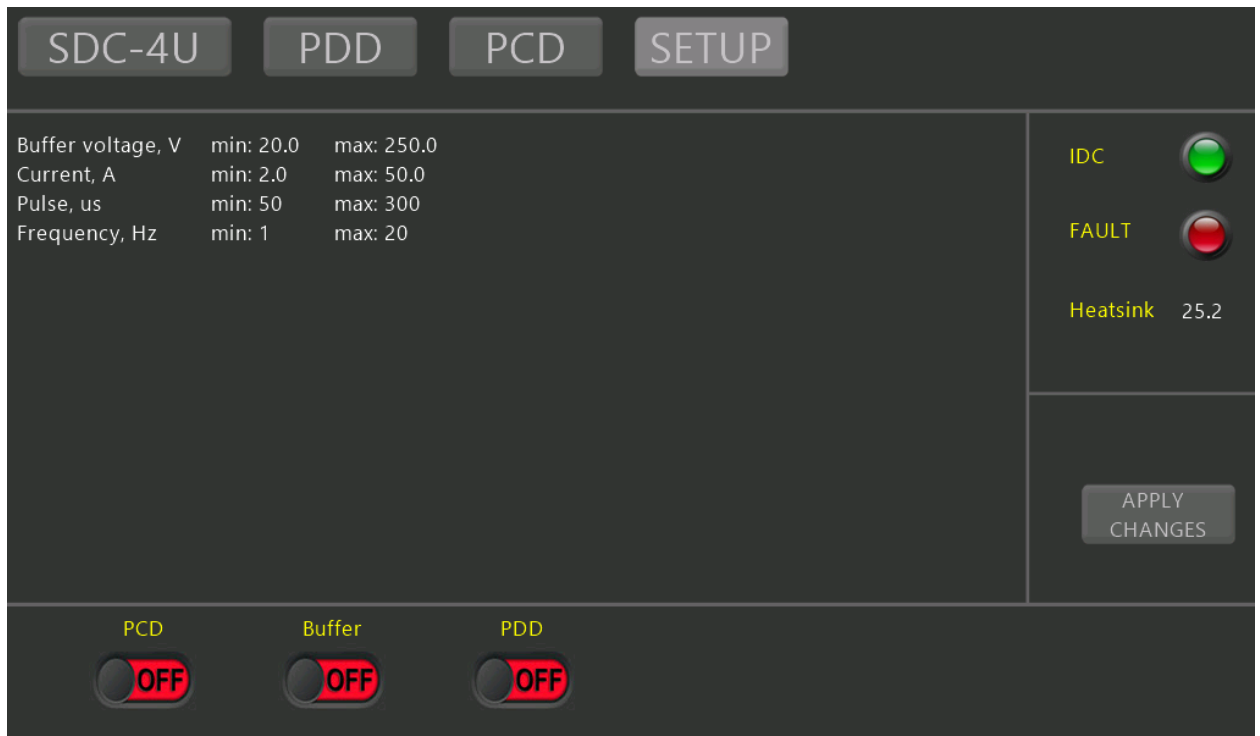 SDC-4U PDD PCD SETUP
Buffer voltage, V min: 20.0 max: 250.0
Current, A min: 2.0 max: 50.0
Pulse, us min: 50 max: 300
Frequency, Hz min: 1 max: 20
IDC
FAULT
Heatsink 25.2
APPLY
CHANGES
PCD Buffer PDD
OFF OFF OFF